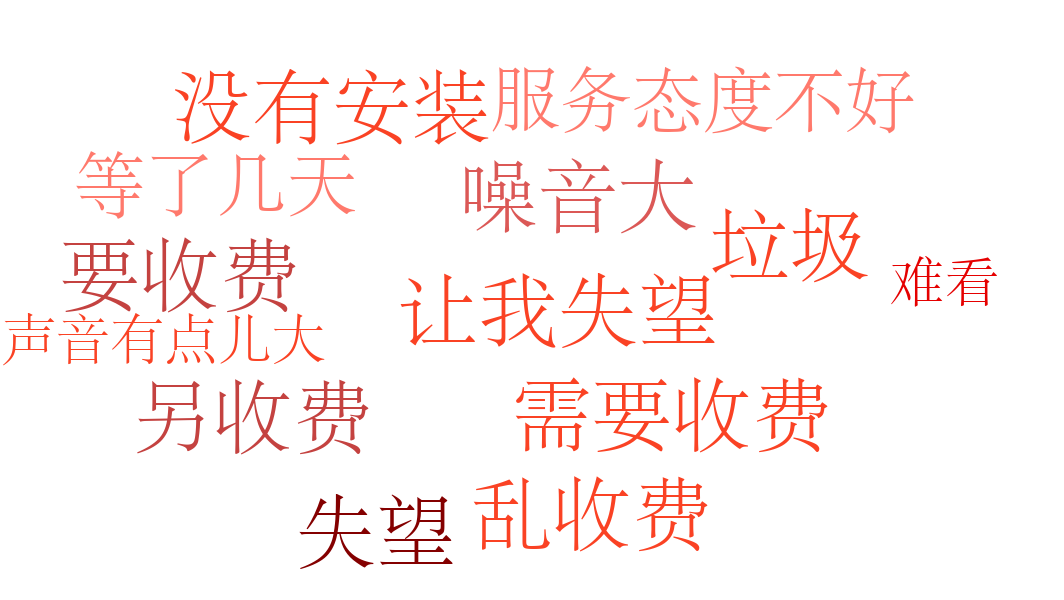 没有安装
服务态度不好
等了几天
噪音大
垃圾
要收费
难看
让我失望
声音有点儿大
另收费
需要收费
乱收费
失望